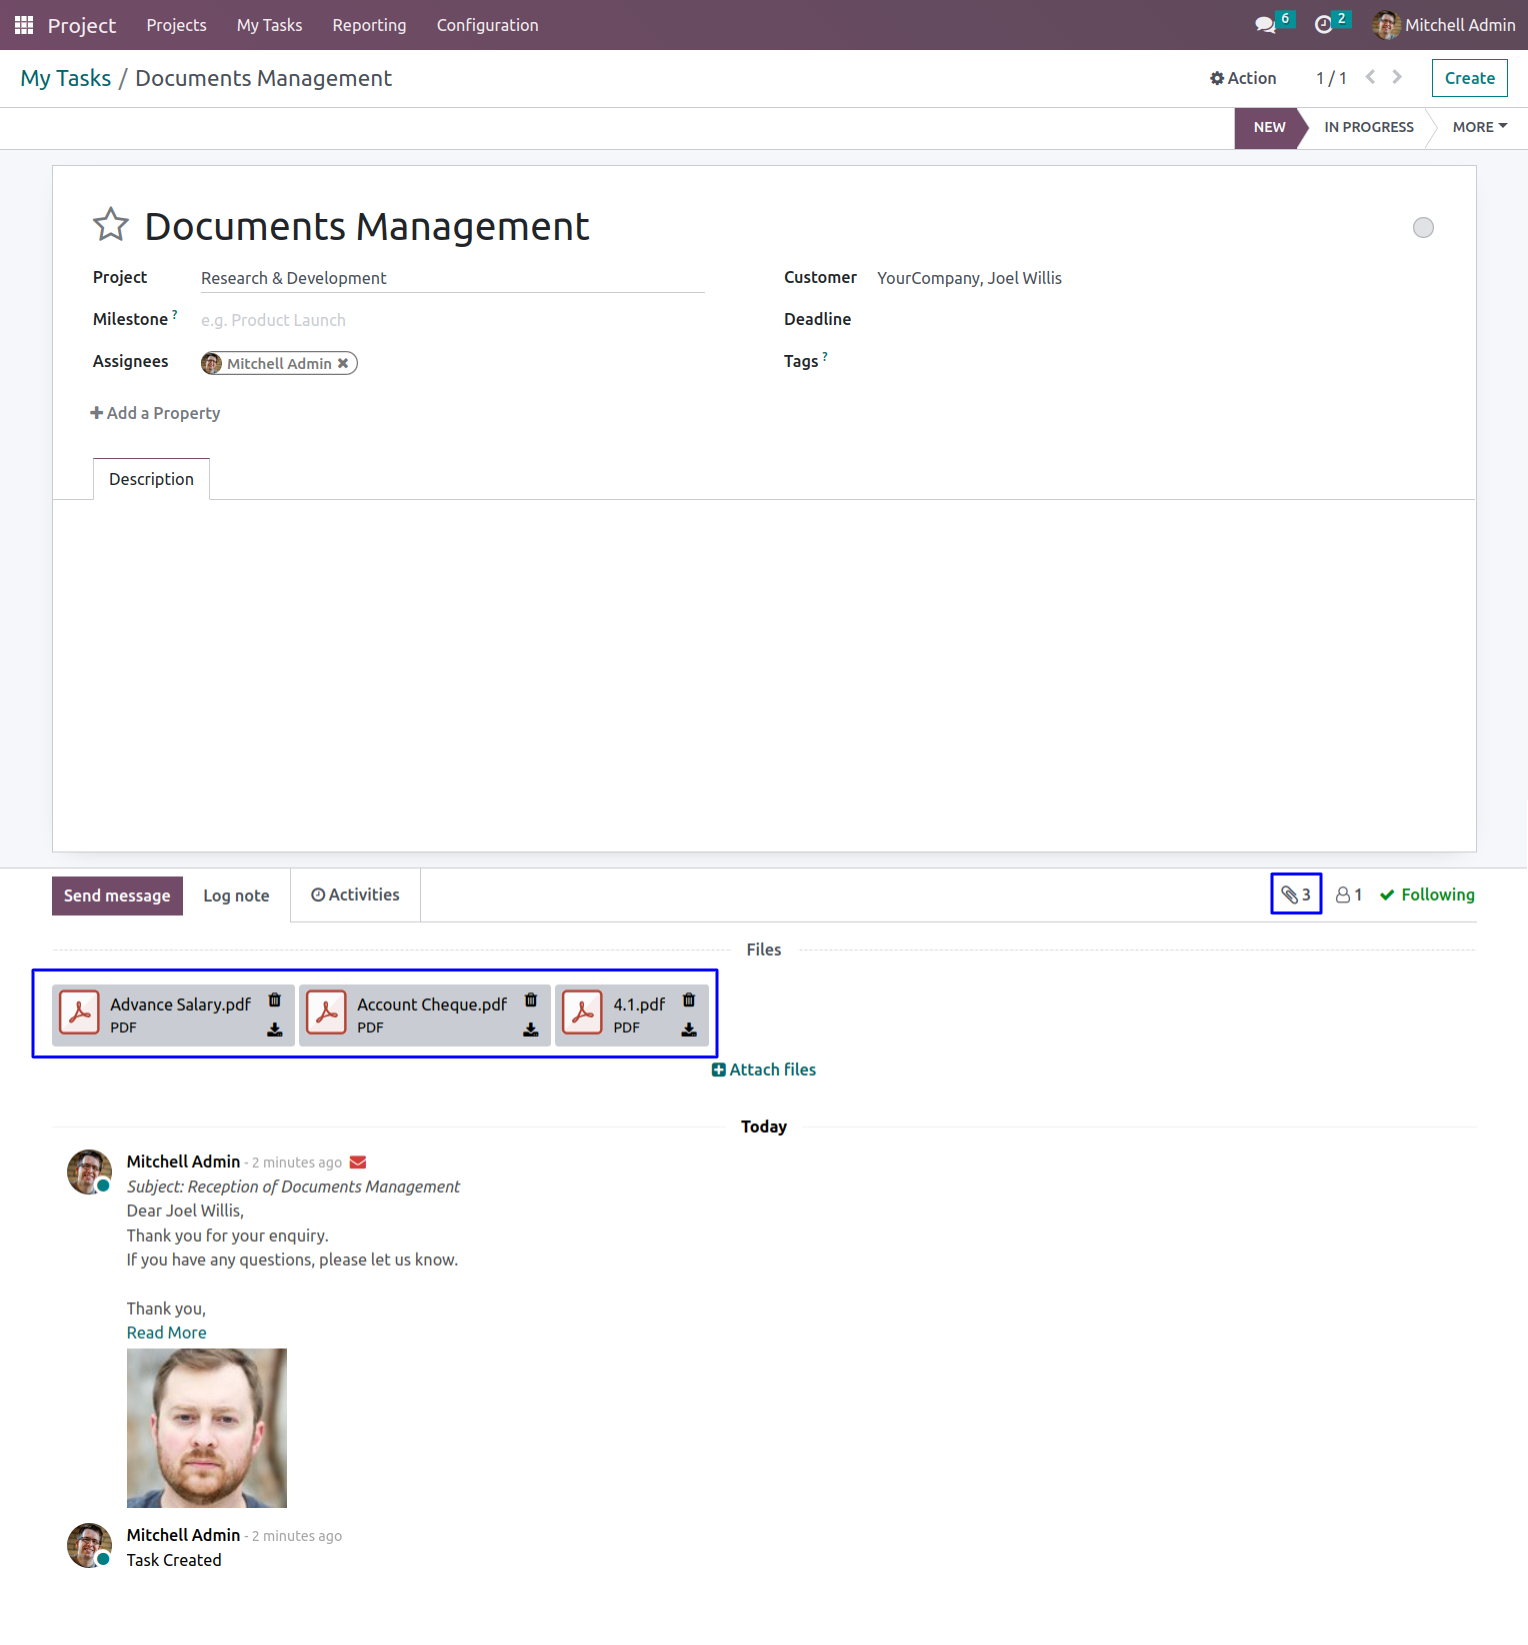 Project Projects My Tasks Reporting Configuration 6 2 Mitchell Admin
My Tasks / Documents Management Action 1 / 1 Create
NEW IN PROGRESS MORE
Documents Management
Project Research & Development Customer YourCompany, Joel Willis
Milestone ? e.g. Product Launch Deadline
Assignees Mitchell Admin Tags ?
Add a Property
Description
Send message Log note Activities 3 1 Following
Files
Advance Salary.pdf Account Cheque.pdf 4.1.pdf
PDF PDF PDF
Attach files
Today
Mitchell Admin - 2 minutes ago
Subject: Reception of Documents Management
Dear Joel Willis,
Thank you for your enquiry.
If you have any questions, please let us know.
Thank you,
Read More
Mitchell Admin - 2 minutes ago
Task Created